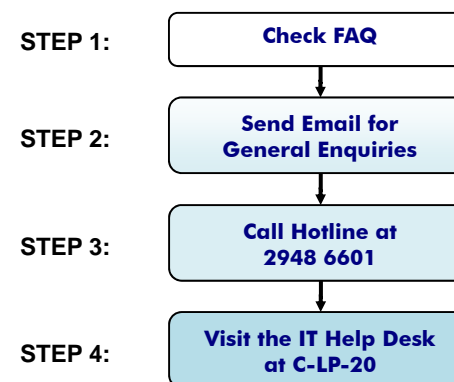 STEP 1:
Check FAQ
STEP 2:
Send Email for
General Enquiries
STEP 3:
Call Hotline at
2948 6601
STEP 4:
Visit the IT Help Desk
at C-LP-20